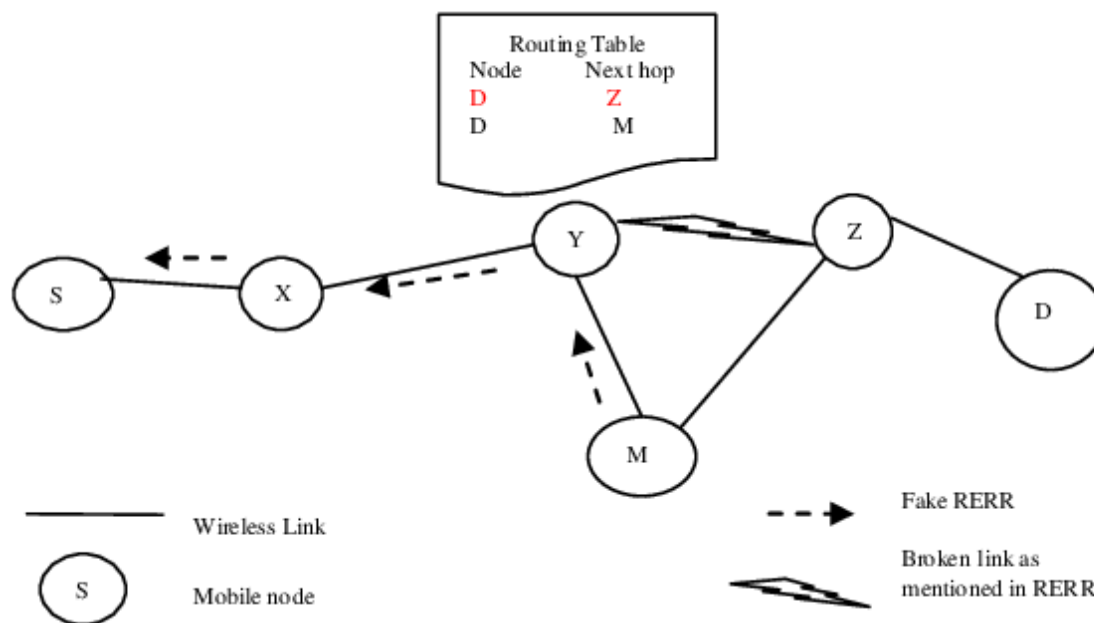 Routing Table
Node Next hop
D Z
D M
Y
Z
S
X
D
M
Wireless Link
Fake RERR
S
Mobile node
Broken link as
mentioned in RERR